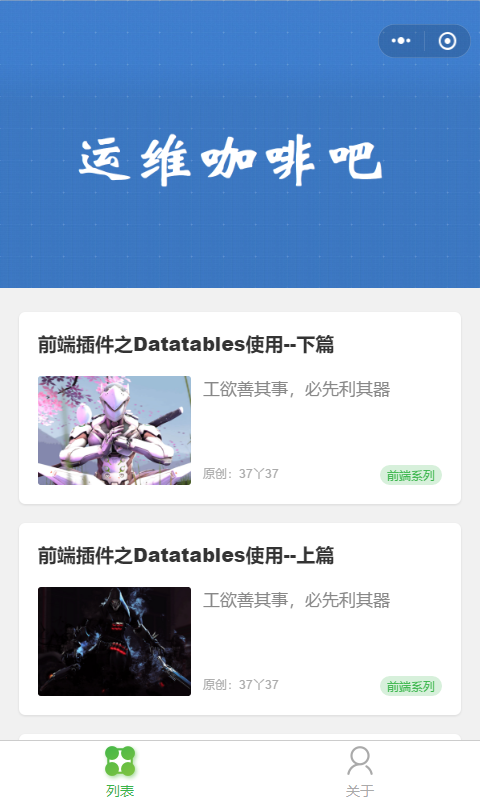 运维咖啡吧
前端插件之Datatables使用--下篇
工欲善其事，必先利其器
原创：37丫37
前端系列
前端插件之Datatables使用--上篇
工欲善其事，必先利其器
原创：37丫37
前端系列
列表
关于